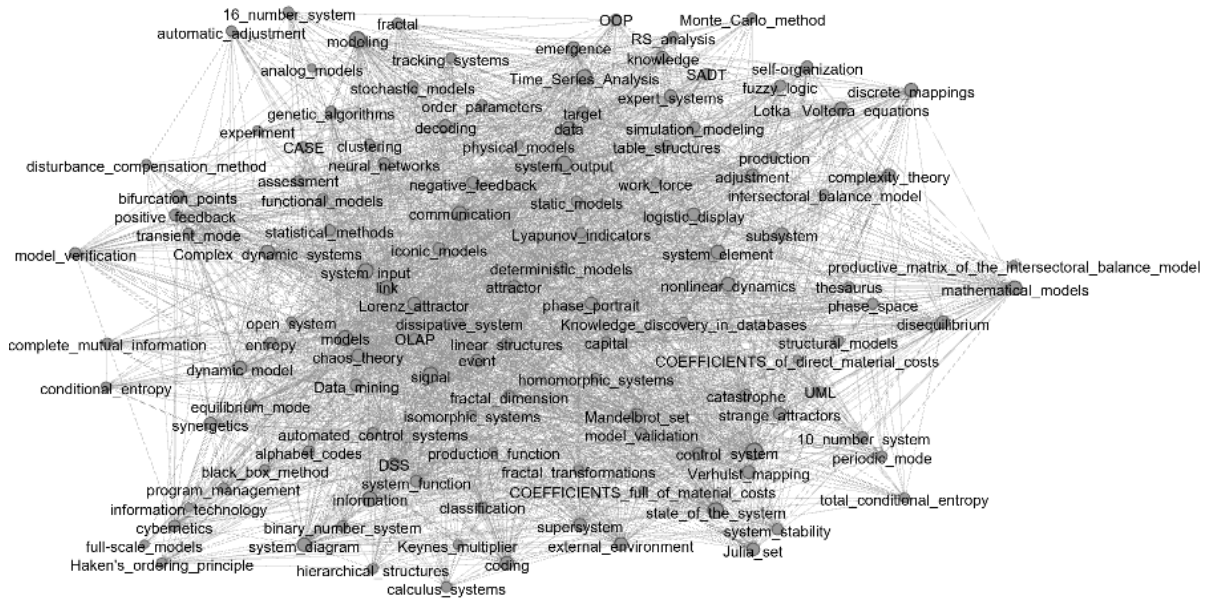 16_number_system
fractal
OOP
Monte_Carlo_method
automatic_adjustment
modeling
emergence
RS_analysis
knowledge
analog_models
tracking_systems
Time_Series_Analysis
SADT
self-organization
stochastic_models
order_parameters
expert_systems
fuzzy_logic
discrete_mappings
genetic_algorithms
target
Lotka_Volterra_equations
experiment
decoding
data
simulation_modeling
CASE
clustering
physical_models
table_structures
disturbance_compensation_method
neural_networks
system_output
production
assessment
negative_feedback
work_force
adjustment
complexity_theory
bifurcation_points
functional_models
static_models
intersectoral_balance_model
positive_feedback
communication
logistic_display
transient_mode
statistical_methods
Lyapunov_indicators
subsystem
model_verification
Complex_dynamic_systems
iconic_models
system_element
system_input
deterministic_models
productive_matrix_of_the_intersectoral_balance_model
link
attractor
nonlinear_dynamics
thesaurus
mathematical_models
Lorenz_attractor
phase_portrait
phase_space
open_system
dissipative_system
Knowledge_discovery_in_databases
disequilibrium
complete_mutual_information
entropy
models
OLAP
linear_structures
capital
structural_models
chaos_theory
event
COEFFICIENTS_of_direct_material_costs
dynamic_model
signal
homomorphic_systems
conditional_entropy
Data_mining
fractal_dimension
catastrophe
UML
equilibrium_mode
isomorphic_systems
Mandelbrot_set
strange_attractors
synergetics
automated_control_systems
model_validation
10_number_system
alphabet_codes
production_function
control_system
periodic_mode
black_box_method
DSS
fractal_transformations
Verhulst_mapping
program_management
system_function
COEFFICIENTS_full_of_material_costs
total_conditional_entropy
information_technology
information
classification
state_of_the_system
cybernetics
binary_number_system
supersystem
system_stability
full-scale_models
system_diagram
Keynes_multiplier
external_environment
Julia_set
Haken's_ordering_principle
hierarchical_structures
coding
calculus_systems